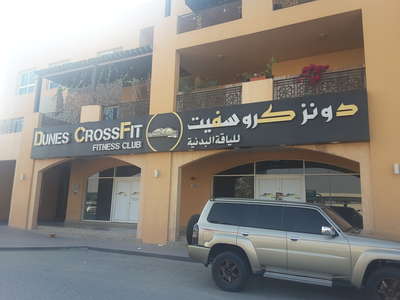 DUNES CROSSFIT
FITNESS CLUB
دونز كروسفيت
للياقة البدنية